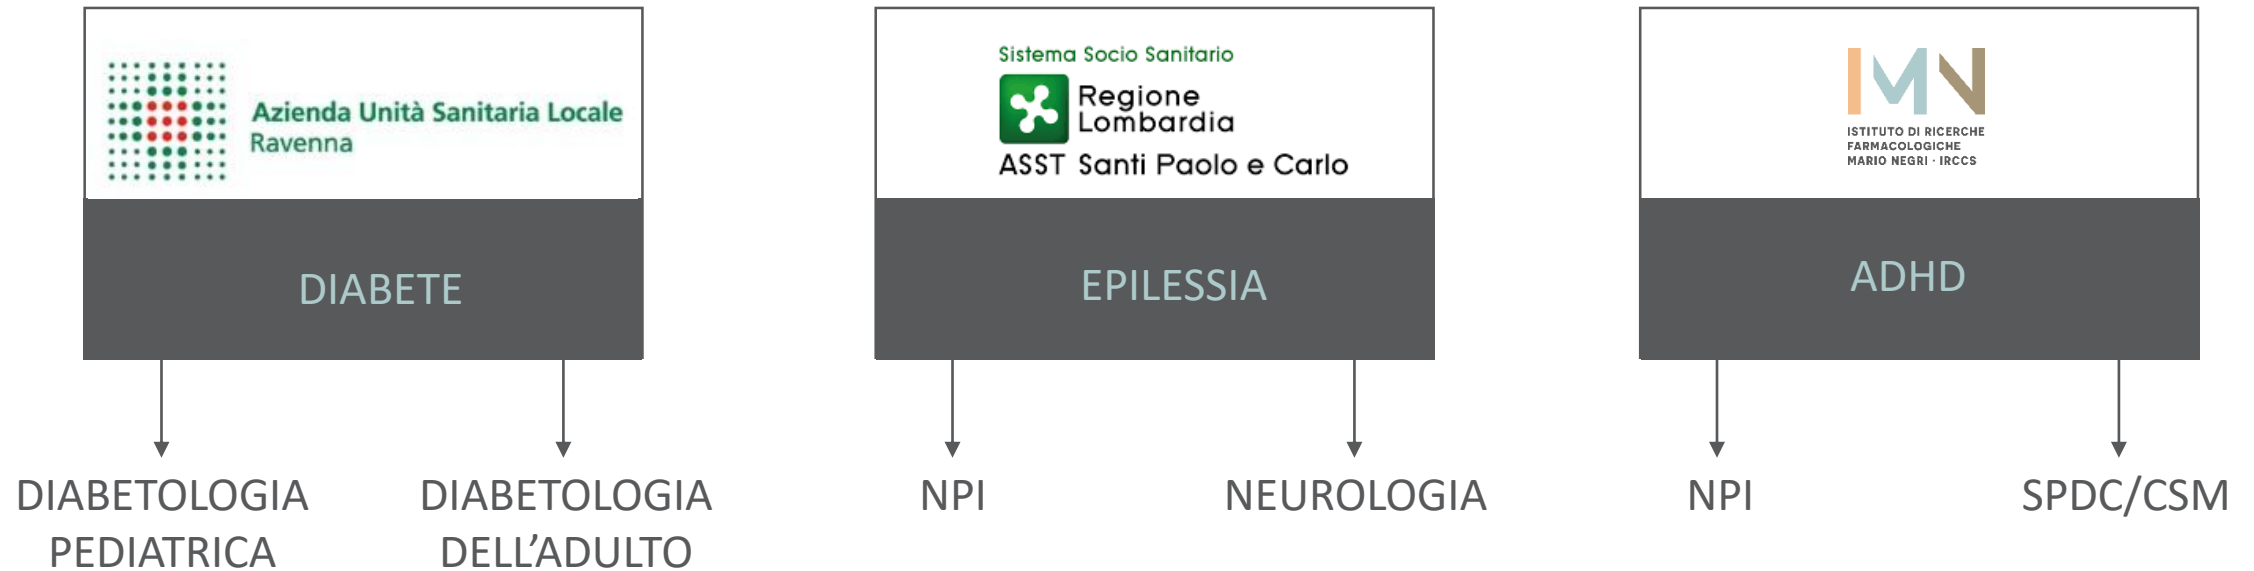 Azienda Unità Sanitaria Locale
Ravenna
DIABETE
DIABETOLOGIA
PEDIATRICA
DIABETOLOGIA
DELL’ADULTO
Sistema Socio Sanitario
Regione
Lombardia
ASST Santi Paolo e Carlo
EPILESSIA
NPI
NEUROLOGIA
IMN
ISTITUTO DI RICERCHE
FARMACOLOGICHE
MARIO NEGRI · IRCCS
ADHD
NPI
SPDC/CSM